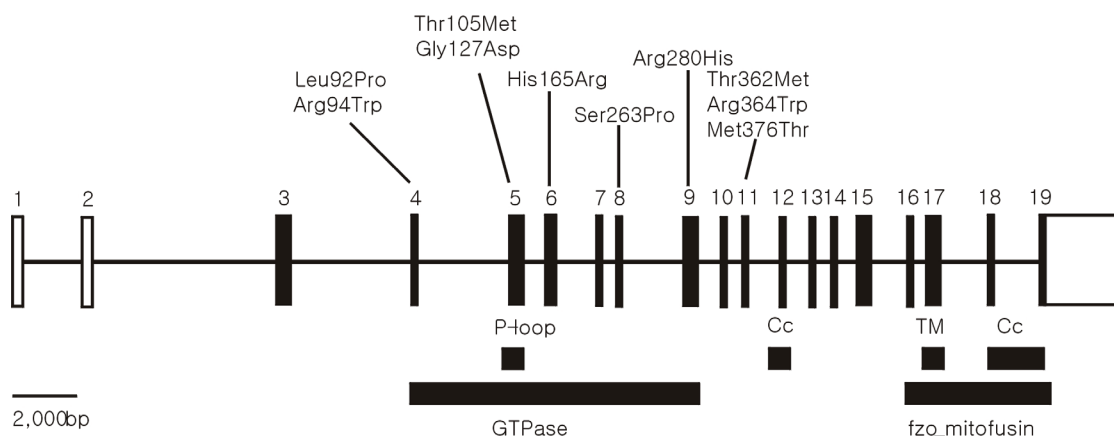 Thr105Met
Gly127Asp
Leu92Pro
Arg94Trp
His165Arg
Ser263Pro
Arg280His
Thr362Met
Arg364Trp
Met376Thr
1 2 3 4 5 6 7 8 9 10 11 12 13 14 15 16 17 18 19
P-loop Cc TM Cc
2,000bp
GTPase fzo_mitofusin